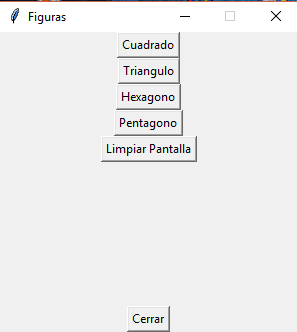 Figuras
Cuadrado
Triangulo
Hexagono
Pentagono
Limpiar Pantalla
Cerrar